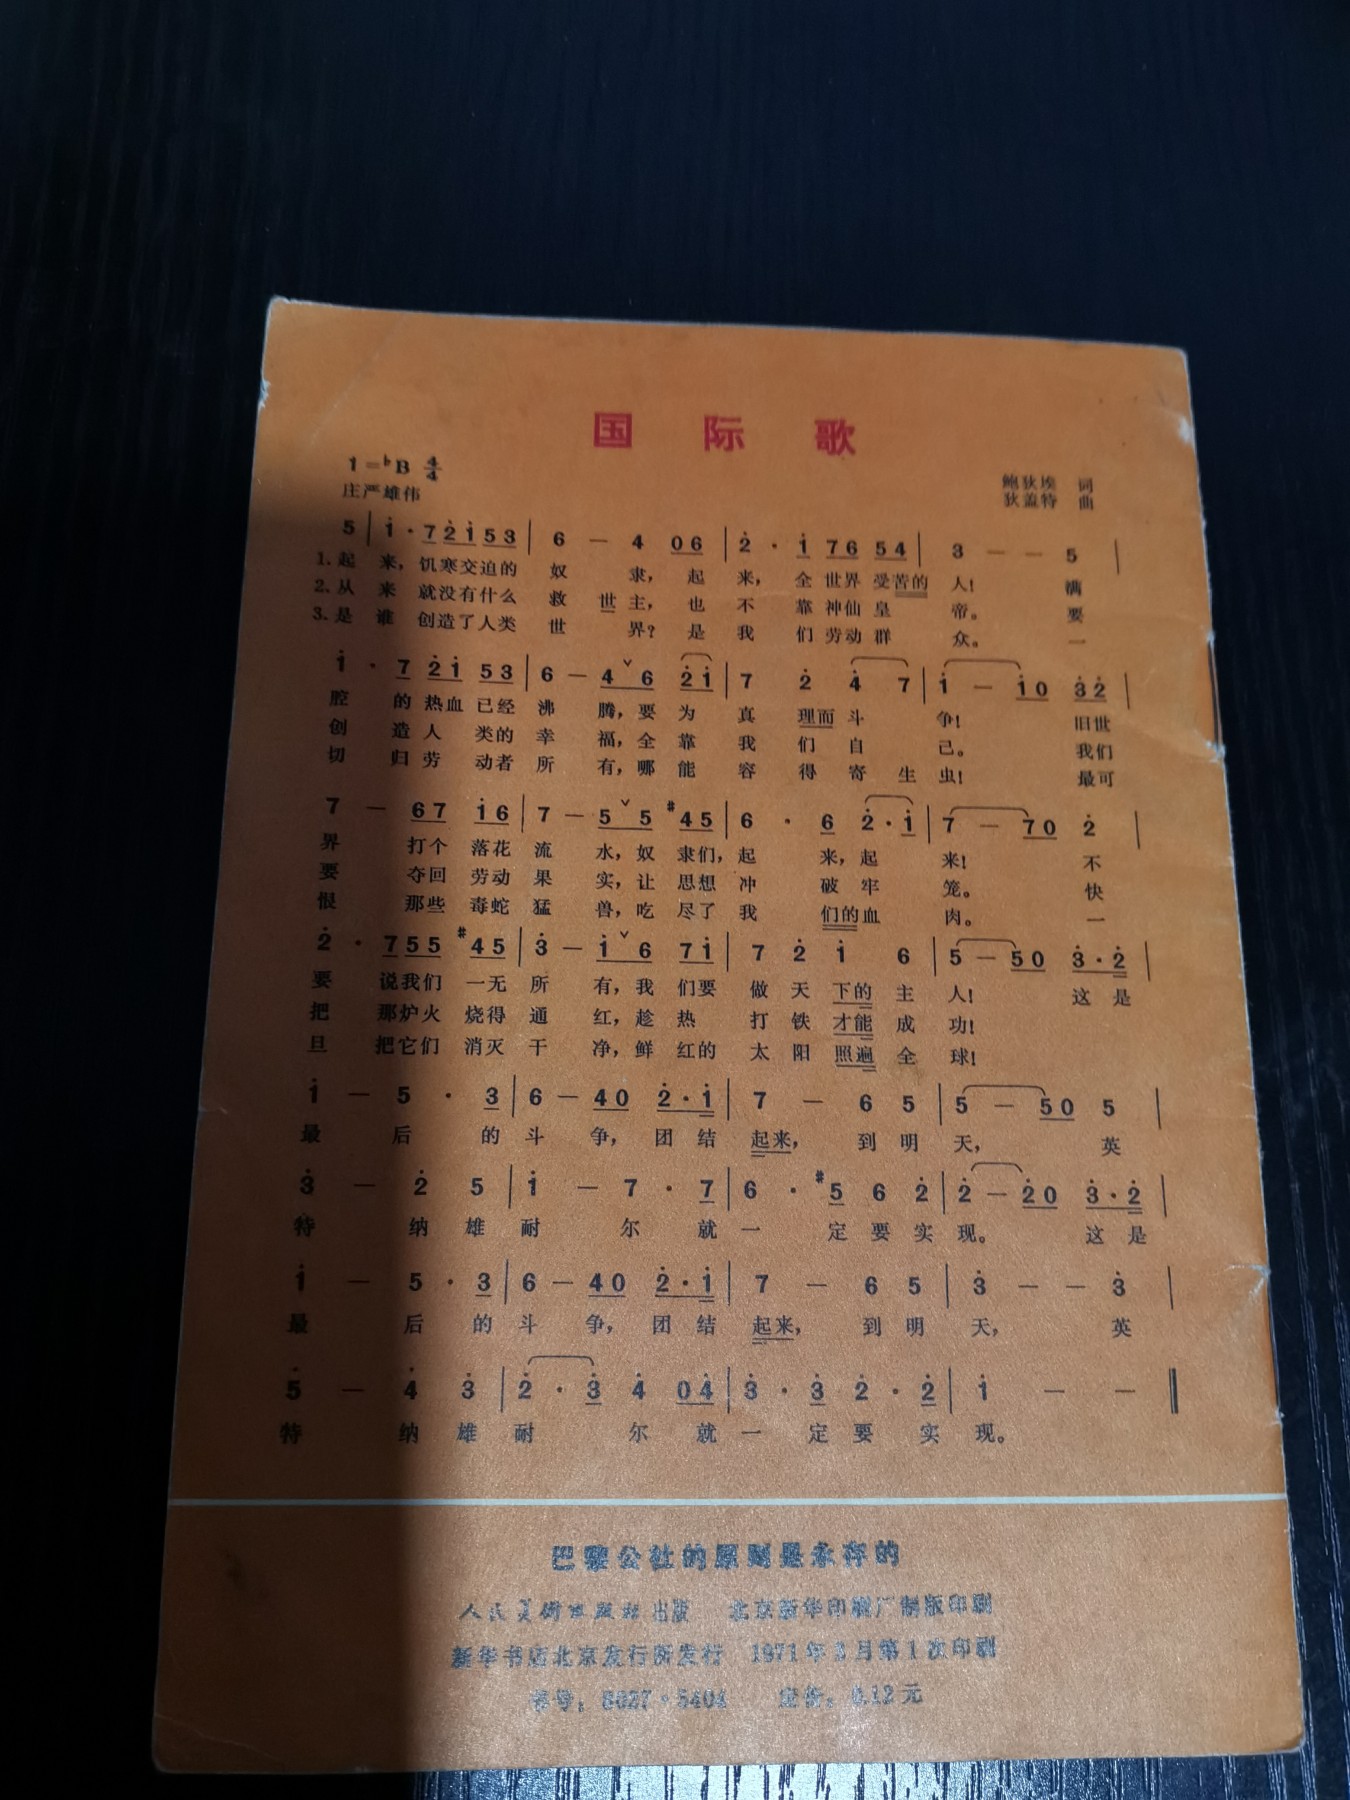 国际歌
1=♭B 4/4
庄严雄伟
鲍狄埃 词
狄盖特 曲
5 | i̇ · 7 2̇ i̇ 5 3 | 6 — 4 0 6 | 2̇ · i̇ 7 6 5 4 | 3 — — 5 |
1.起 来,饥寒交迫的 奴 隶, 起 来, 全 世界 受苦的 人! 满
2.从 来 就没有什么 救 世 主, 也 不 靠 神仙 皇 帝。 要
3.是 谁 创造了人类 世 界? 是 我 们 劳动 群 众。 一
i̇ · 7 2̇ i̇ 5 3 | 6 — 4 ˅ 6 2̇ i̇ | 7 2̇ 4̇ 7 | i̇ — i̇ 0 3̇ 2̇ |
腔 的 热血 已经 沸 腾,要 为 真 理而 斗 争! 旧世
创 造 人 类的 幸 福,全 靠 我 们 自 己。 我们
切 归 劳 动者 所 有,哪 能 容 得 寄 生 虫! 最可
7 — 6 7 i̇ 6 | 7 — 5 ˅ 5 #4 5 | 6 · 6 2̇ · i̇ | 7 — 7 0 2̇ |
界 打个 落花 流 水,奴 隶们,起 来,起 来! 不
要 夺回 劳动 果 实,让 思想 冲 破 牢 笼。 快
恨 那些 毒蛇 猛 兽,吃 尽了 我 们的 血 肉。 一
2̇ · 7 5 5 #4 5 | 3̇ — i̇ ˅ 6 7 i̇ | 7 2̇ i̇ 6 | 5 — 5 0 3̇ · 2̇ |
要 说我们 一无 所 有,我 们要 做 天 下的 主 人! 这 是
把 那炉火 烧得 通 红,趁 热 打 铁 才能 成 功!
旦 把它们 消灭 干 净,鲜 红的 太 阳 照遍 全 球!
i̇ — 5 · 3 | 6 — 4 0 2̇ · i̇ | 7 — 6 5 | 5 — 5 0 5 |
最 后 的 斗 争, 团 结 起来, 到 明 天, 英
3̇ — 2̇ 5 | i̇ — 7 · 7 | 6 · #5 6 2̇ | 2̇ — 2̇ 0 3̇ · 2̇ |
特 纳 雄 耐 尔 就 一 定 要 实 现。 这 是
i̇ — 5 · 3 | 6 — 4 0 2̇ · i̇ | 7 — 6 5 | 3̇ — — 3̇ |
最 后 的 斗 争, 团 结 起来, 到 明 天, 英
5̇ — 4̇ 3̇ | 2̇ · 3̇ 4̇ 0 4̇ | 3̇ · 3̇ 2̇ · 2̇ | i̇ — — ‖
特 纳 雄 耐 尔 就 一 定 要 实 现。
巴黎公社的原则是永存的
人民美术出版社出版 北京新华印刷厂制版印刷
新华书店北京发行所发行 1971年3月第1次印刷
书号:8027·5404 定价:0.12元